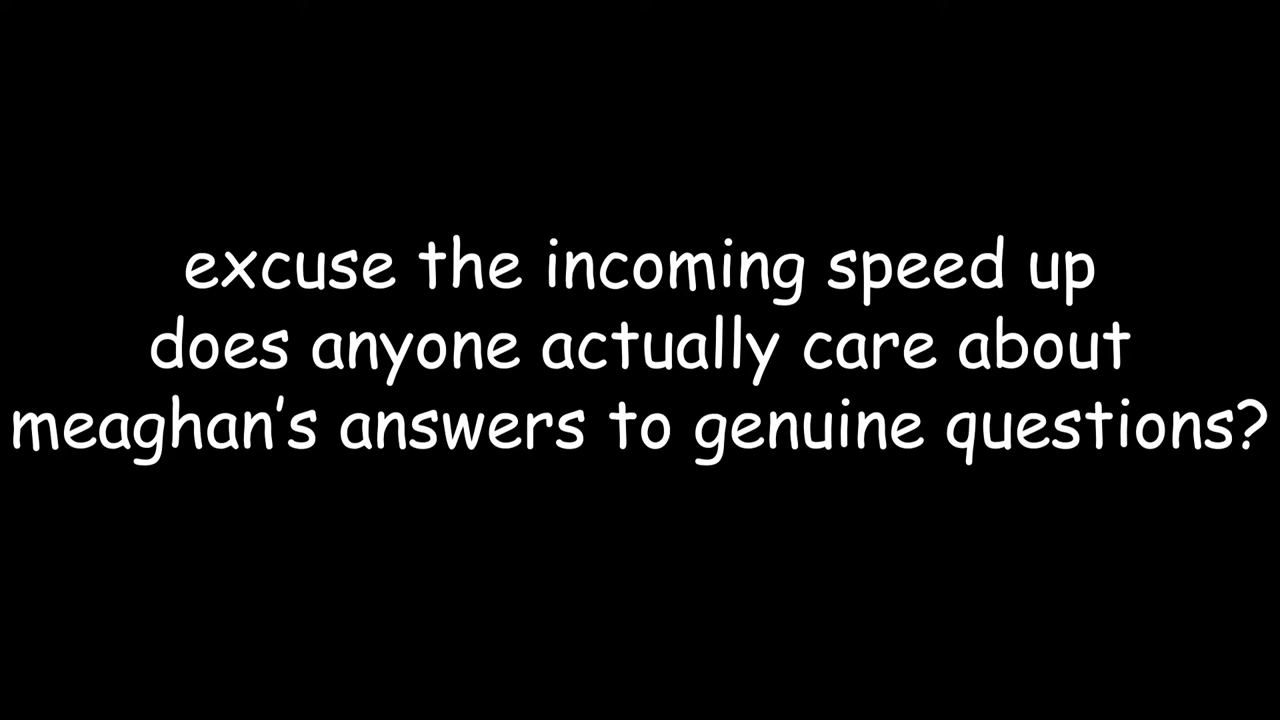 excuse the incoming speed up
does anyone actually care about
meaghan's answers to genuine questions?